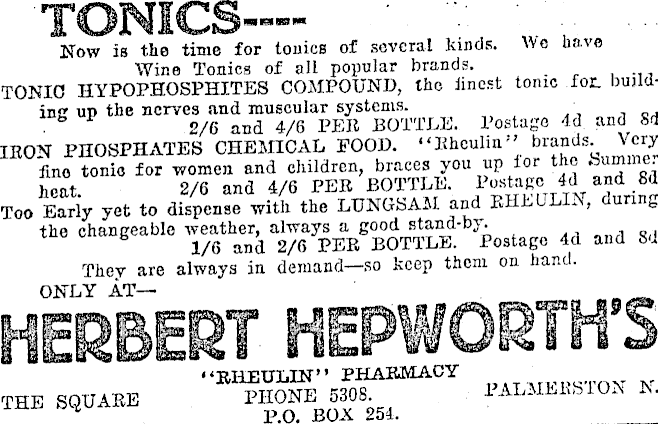 TONICS----
Now is the time for tonics of several kinds. We have
Wine Tonics of all popular brands.
TONIC HYPOPHOSPHITES COMPOUND, the finest tonic for build-
ing up the nerves and muscular systems.
2/6 and 4/6 PER BOTTLE. Postage 4d and 8d
IRON PHOSPHATES CHEMICAL FOOD. "Rheulin" brands. Very
fine tonic for women and children, braces you up for the Summer
heat. 2/6 and 4/6 PER BOTTLE. Postage 4d and 8d
Too Early yet to dispense with the LUNGSAM and RHEULIN, during
the changeable weather, always a good stand-by.
1/6 and 2/6 PER BOTTLE. Postage 4d and 8d
They are always in demand—so keep them on hand.
ONLY AT—
HERBERT HEPWORTH'S
"RHEULIN" PHARMACY
THE SQUARE PHONE 5308. PALMERSTON N.
P.O. BOX 254.